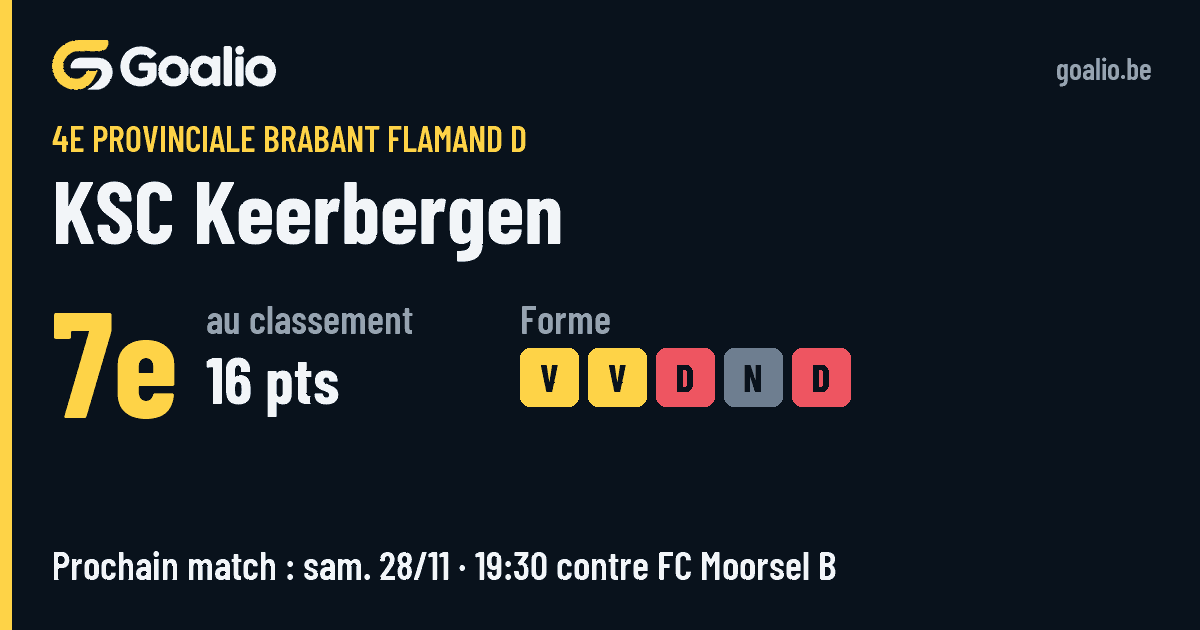 Goalio
goalio.be
4E PROVINCIALE BRABANT FLAMAND D
KSC Keerbergen
7e
au classement
16 pts
Forme
V V D N D
Prochain match : sam. 28/11 · 19:30 contre FC Moorsel B